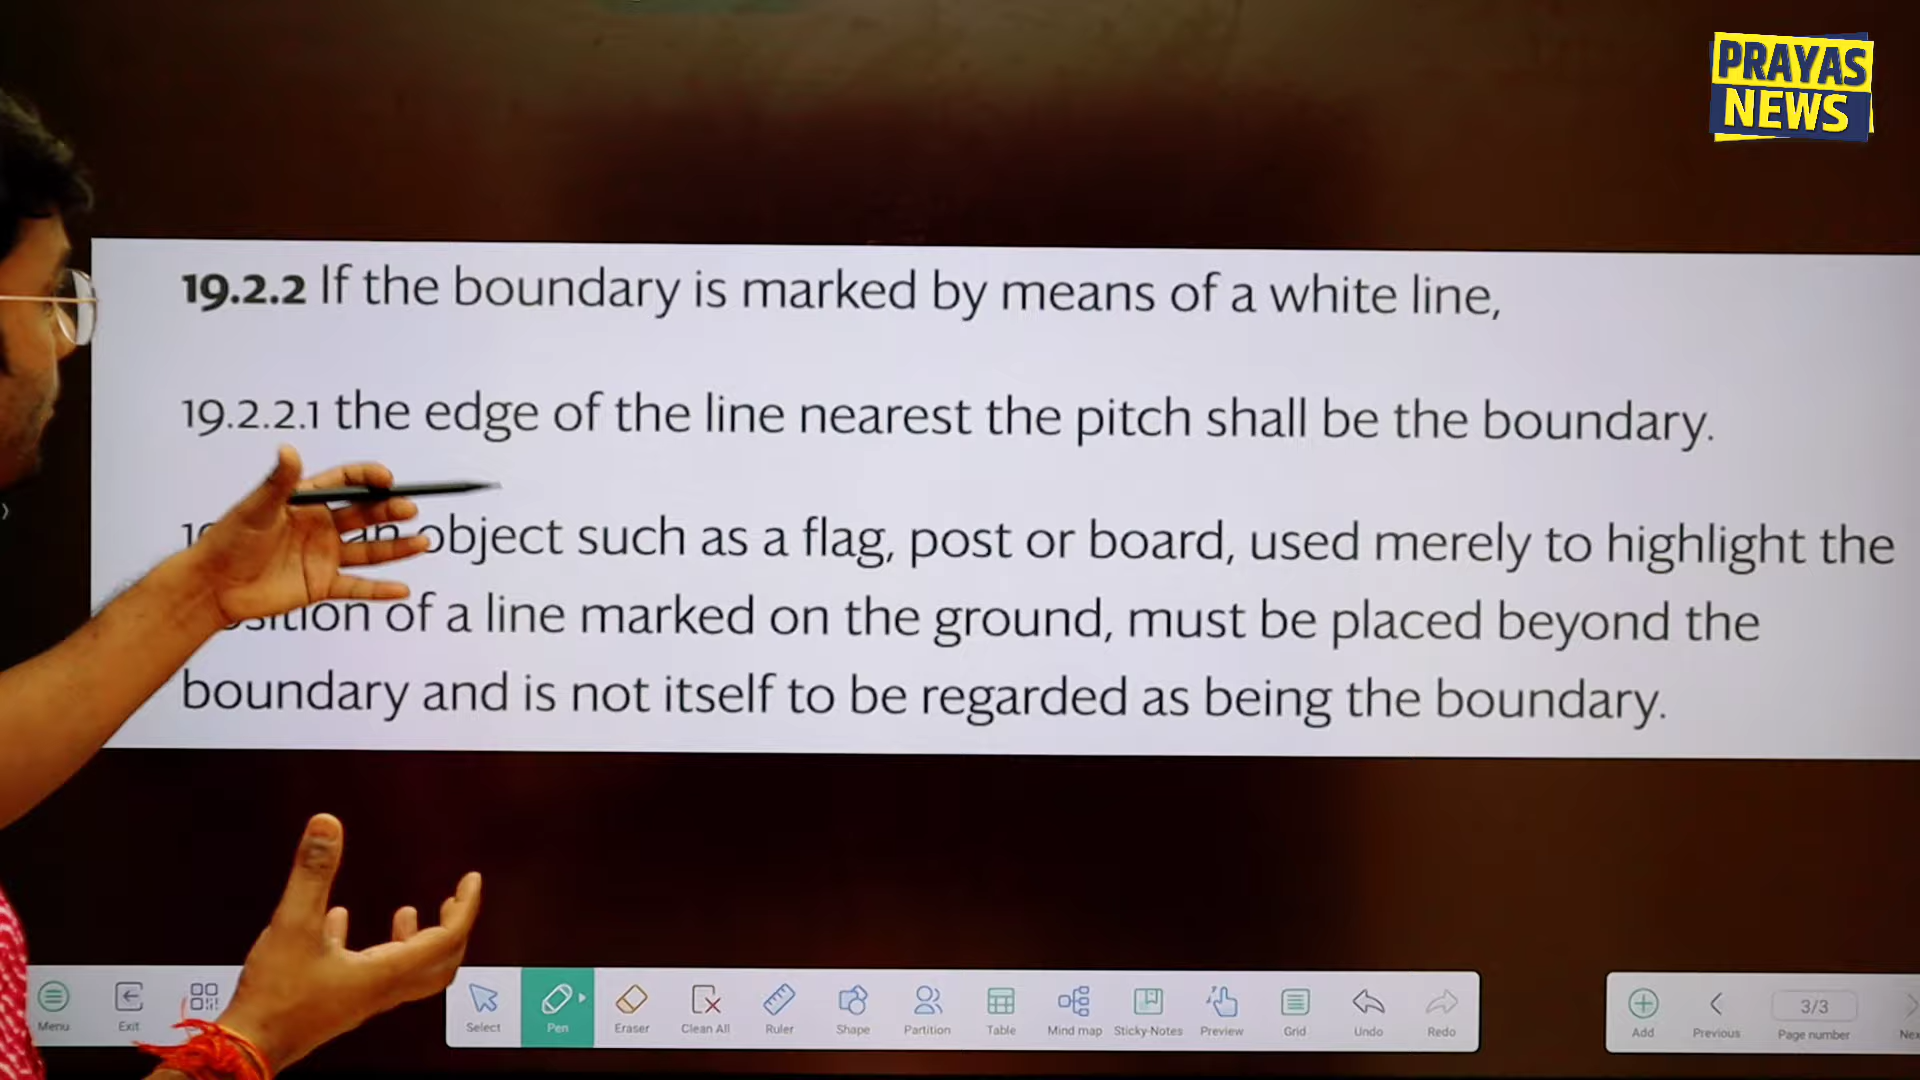 PRAYAS
NEWS
19.2.2 If the boundary is marked by means of a white line,
19.2.2.1 the edge of the line nearest the pitch shall be the boundary.
an object such as a flag, post or board, used merely to highlight the
of a line marked on the ground, must be placed beyond the
boundary and is not itself to be regarded as being the boundary.
Menu Exit Select Pen Eraser Clean All Ruler Shape Partition Table Mind map Sticky-Notes Preview Grid Undo Redo Add Previous 3/3 Page number